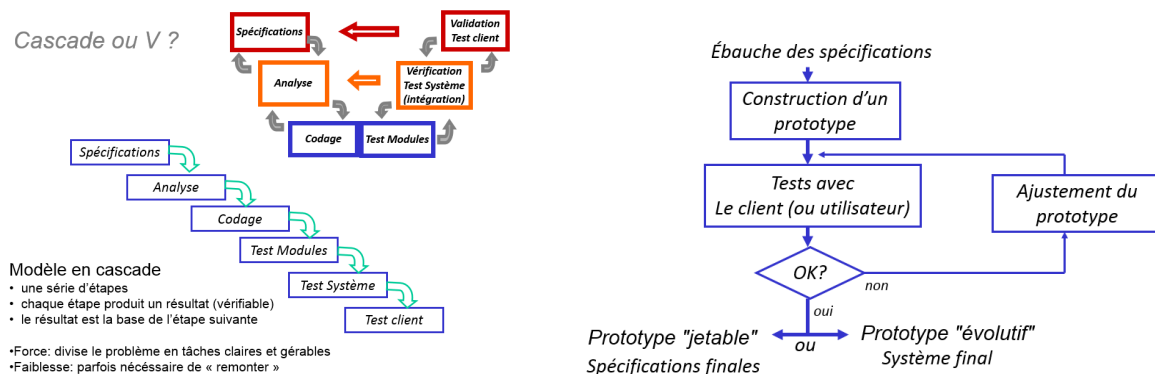 Cascade ou V ?
Spécifications
Validation
Test client
Analyse
Vérification
Test Système
(intégration)
Codage
Test Modules
Spécifications
Analyse
Codage
Test Modules
Test Système
Test client
Modèle en cascade
• une série d'étapes
• chaque étape produit un résultat (vérifiable)
• le résultat est la base de l'étape suivante
•Force: divise le problème en tâches claires et gérables
•Faiblesse: parfois nécessaire de « remonter »
Ébauche des spécifications
Construction d'un
prototype
Tests avec
Le client (ou utilisateur)
Ajustement du
prototype
OK?
non
oui
Prototype "jetable"
Spécifications finales
ou
Prototype "évolutif"
Système final